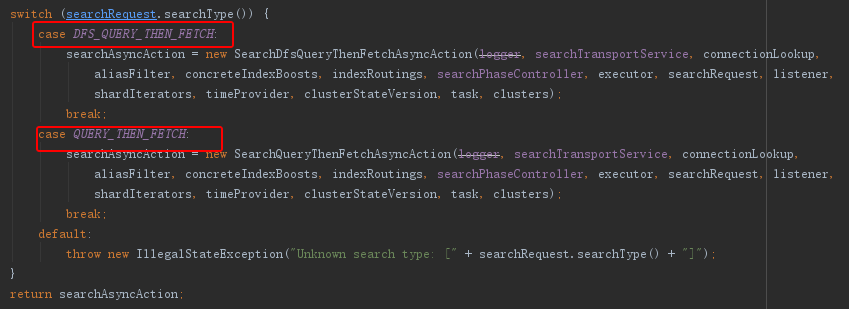 switch (searchRequest.searchType()) {
case DFS_QUERY_THEN_FETCH:
searchAsyncAction = new SearchDfsQueryThenFetchAsyncAction(logger, searchTransportService, connectionLookup,
aliasFilter, concreteIndexBoosts, indexRoutings, searchPhaseController, executor, searchRequest, listener,
shardIterators, timeProvider, clusterStateVersion, task, clusters);
break;
case QUERY_THEN_FETCH:
searchAsyncAction = new SearchQueryThenFetchAsyncAction(logger, searchTransportService, connectionLookup,
aliasFilter, concreteIndexBoosts, indexRoutings, searchPhaseController, executor, searchRequest, listener,
shardIterators, timeProvider, clusterStateVersion, task, clusters);
break;
default:
throw new IllegalStateException("Unknown search type: [" + searchRequest.searchType() + "]");
}
return searchAsyncAction;